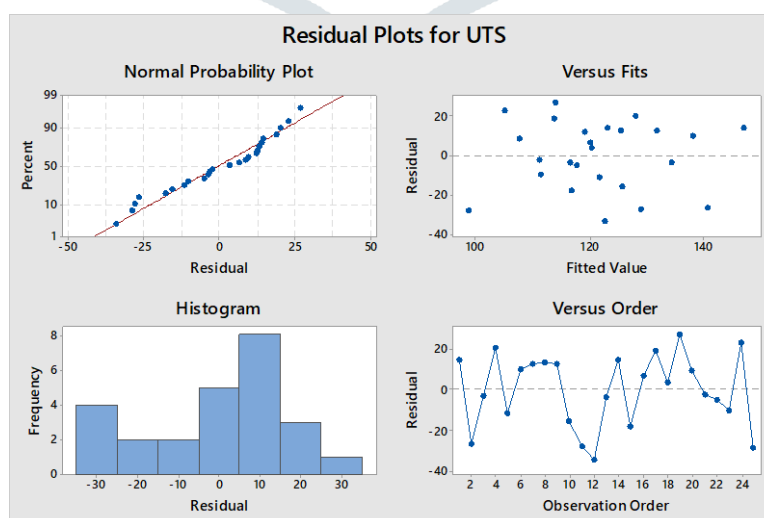 Residual Plots for UTS
Normal Probability Plot
99
90
50
10
1
Percent
-50 -25 0 25 50
Residual
Versus Fits
20
0
-20
-40
Residual
100 120 140
Fitted Value
Histogram
8
6
4
2
0
Frequency
-30 -20 -10 0 10 20 30
Residual
Versus Order
20
0
-20
-40
Residual
2 4 6 8 10 12 14 16 18 20 22 24
Observation Order